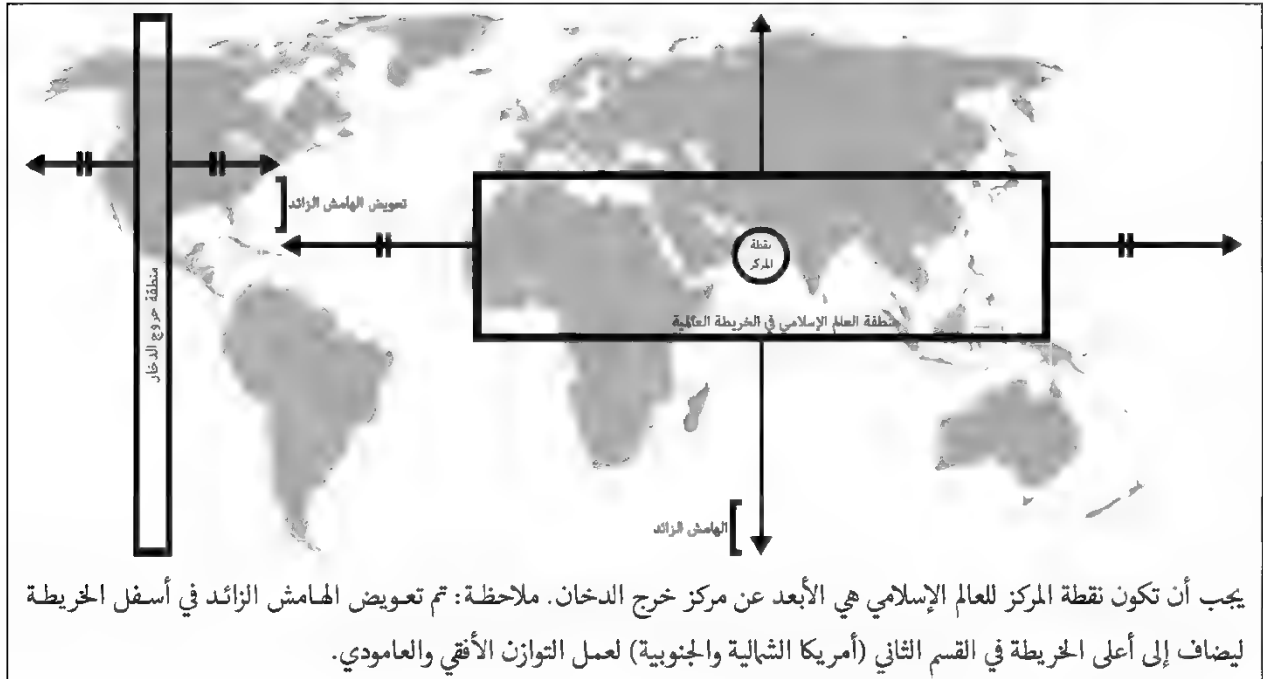 تعويض الهامش الزائد
نقطة
المركز
منطقة العالم الإسلامي في الخريطة العالمية
منطقة خروج الدخان
الهامش الزائد
يجب أن تكون نقطة المركز للعالم الإسلامي هي الأبعد عن مركز خرج الدخان. ملاحظة: تم تعويض الهامش الزائد في أسفل الخريطة
ليضاف إلى أعلى الخريطة في القسم الثاني (أمريكا الشمالية والجنوبية) لعمل التوازن الأفقي والعامودي.